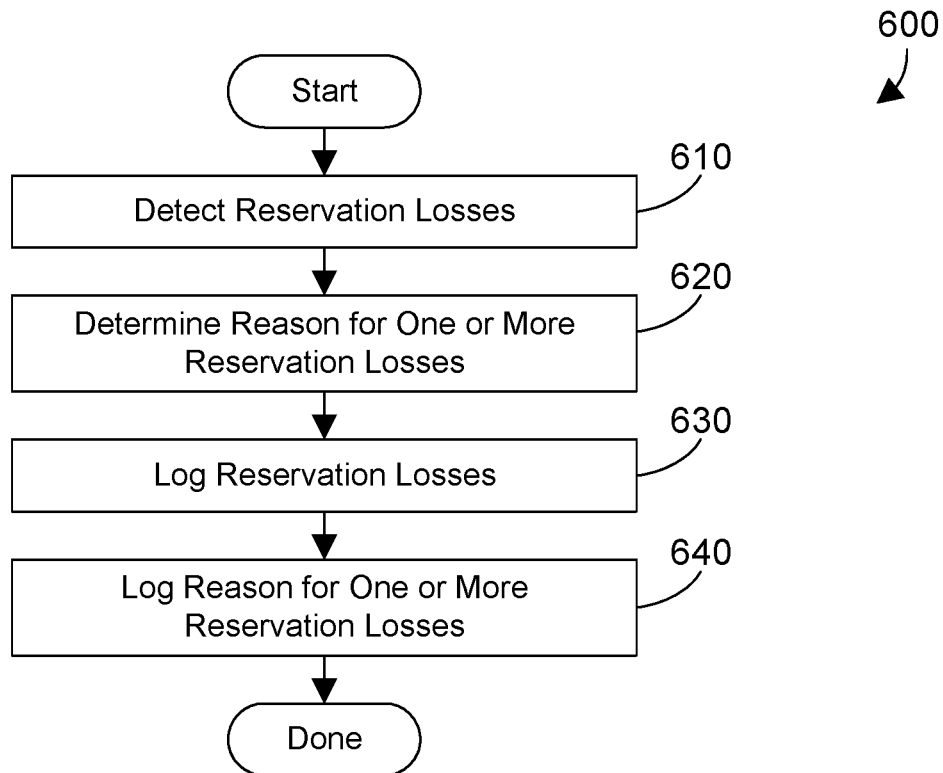 600
Start
610
Detect Reservation Losses
620
Determine Reason for One or More
Reservation Losses
630
Log Reservation Losses
640
Log Reason for One or More
Reservation Losses
Done